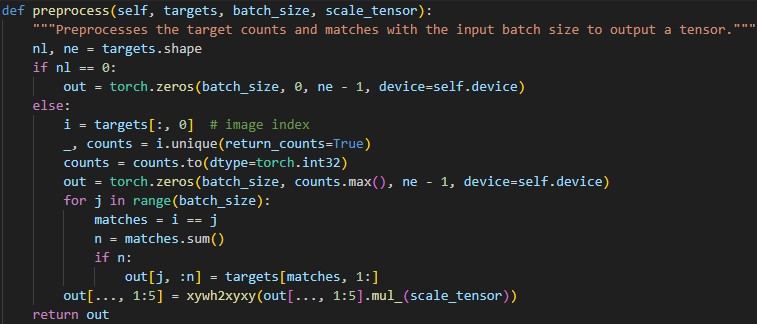 def preprocess(self, targets, batch_size, scale_tensor):
    """Preprocesses the target counts and matches with the input batch size to output a tensor."""
    nl, ne = targets.shape
    if nl == 0:
        out = torch.zeros(batch_size, 0, ne - 1, device=self.device)
    else:
        i = targets[:, 0]  # image index
        _, counts = i.unique(return_counts=True)
        counts = counts.to(dtype=torch.int32)
        out = torch.zeros(batch_size, counts.max(), ne - 1, device=self.device)
        for j in range(batch_size):
            matches = i == j
            n = matches.sum()
            if n:
                out[j, :n] = targets[matches, 1:]
        out[..., 1:5] = xywh2xyxy(out[..., 1:5].mul_(scale_tensor))
    return out